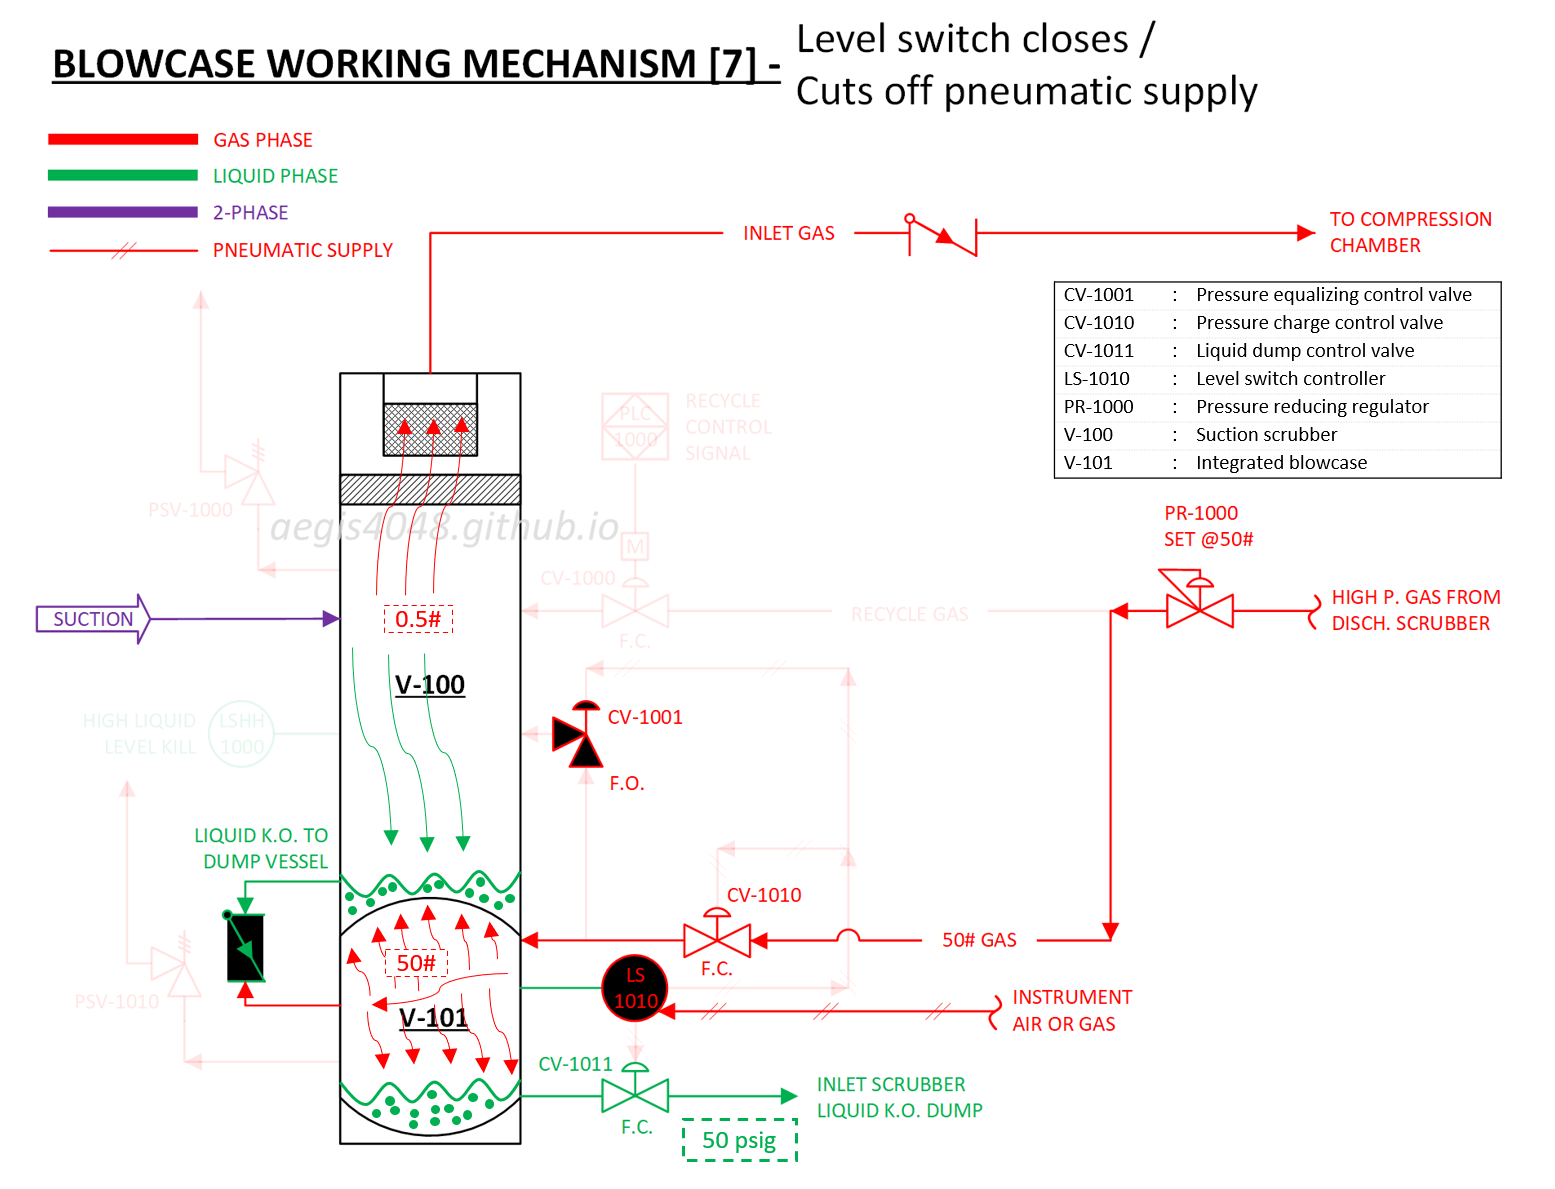 BLOWCASE WORKING MECHANISM [7] -
Level switch closes /
Cuts off pneumatic supply
GAS PHASE
LIQUID PHASE
2-PHASE
PNEUMATIC SUPPLY
INLET GAS
TO COMPRESSION
CHAMBER
CV-1001 : Pressure equalizing control valve
CV-1010 : Pressure charge control valve
CV-1011 : Liquid dump control valve
LS-1010 : Level switch controller
PR-1000 : Pressure reducing regulator
V-100 : Suction scrubber
V-101 : Integrated blowcase
PLC
1000
RECYCLE
CONTROL
SIGNAL
PSV-1000
aegis4048.github.io
M
CV-1000
F.C.
RECYCLE GAS
PR-1000
SET @50#
HIGH P. GAS FROM
DISCH. SCRUBBER
SUCTION
0.5#
V-100
HIGH LIQUID
LEVEL KILL
LSHH
1000
CV-1001
F.O.
LIQUID K.O. TO
DUMP VESSEL
CV-1010
F.C.
50# GAS
50#
V-101
PSV-1010
LS
1010
INSTRUMENT
AIR OR GAS
CV-1011
F.C.
INLET SCRUBBER
LIQUID K.O. DUMP
50 psig